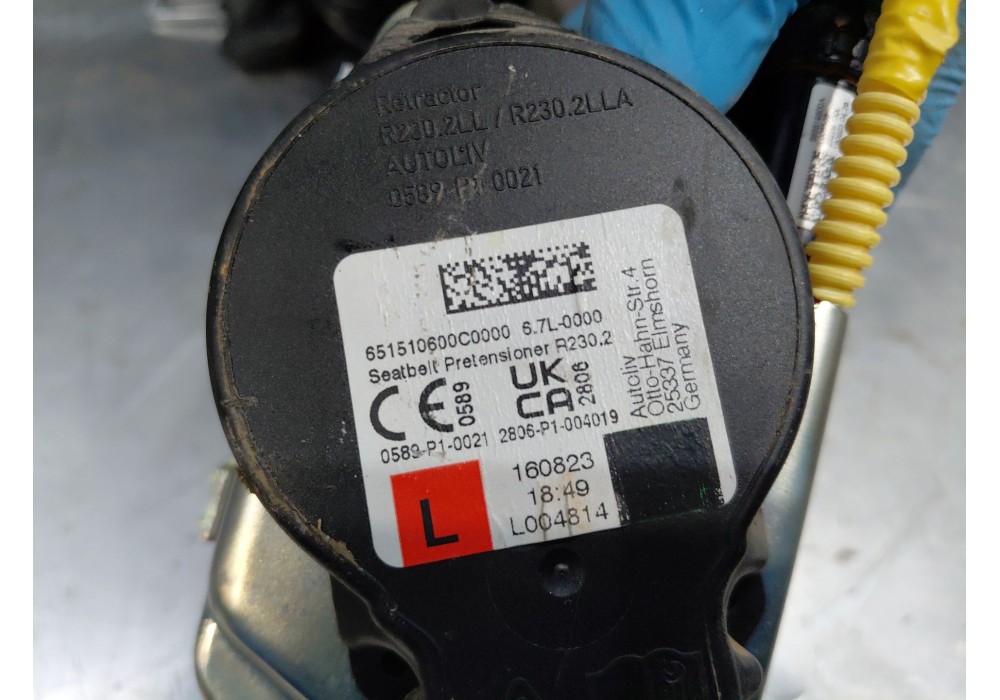 Retractor
R230.2LL / R230.2LLA
AUTOLIV
0589-P1-0021
651510600C0000 6.7L-0000
Seatbelt Pretensioner R230.2
CE 0589
UK
CA 2806
0589-P1-0021 2806-P1-004019
Autoliv
Otto-Hahn-Str.4
25337 Elmshorn
Germany
L
160823
18:49
L004814